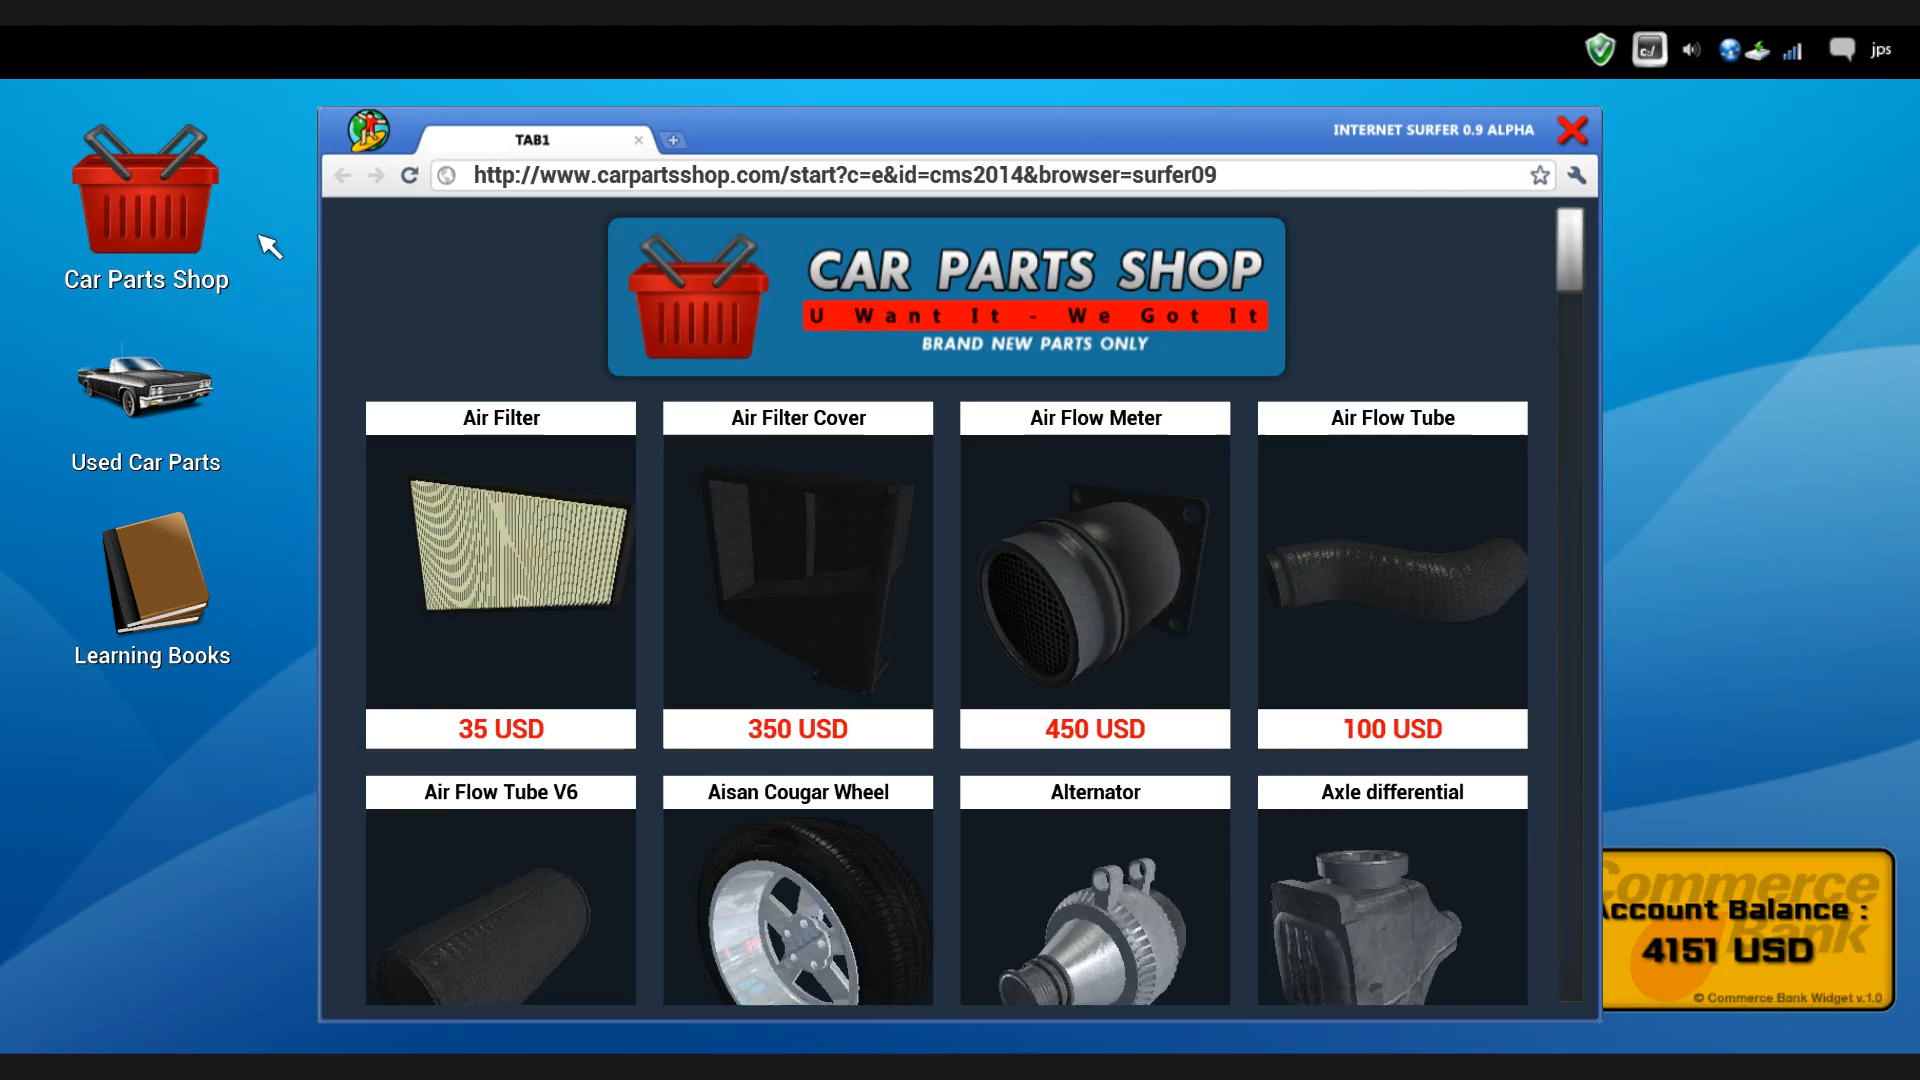 c:/
jps
Car Parts Shop
Used Car Parts
Learning Books
TAB1
INTERNET SURFER 0.9 ALPHA
http://www.carpartsshop.com/start?c=e&id=cms2014&browser=surfer09
CAR PARTS SHOP
U Want It - We Got It
BRAND NEW PARTS ONLY
Air Filter
Air Filter Cover
Air Flow Meter
Air Flow Tube
35 USD
350 USD
450 USD
100 USD
Air Flow Tube V6
Aisan Cougar Wheel
Alternator
Axle differential
Commerce
Account Balance :
Bank
4151 USD
© Commerce Bank Widget v.1.0